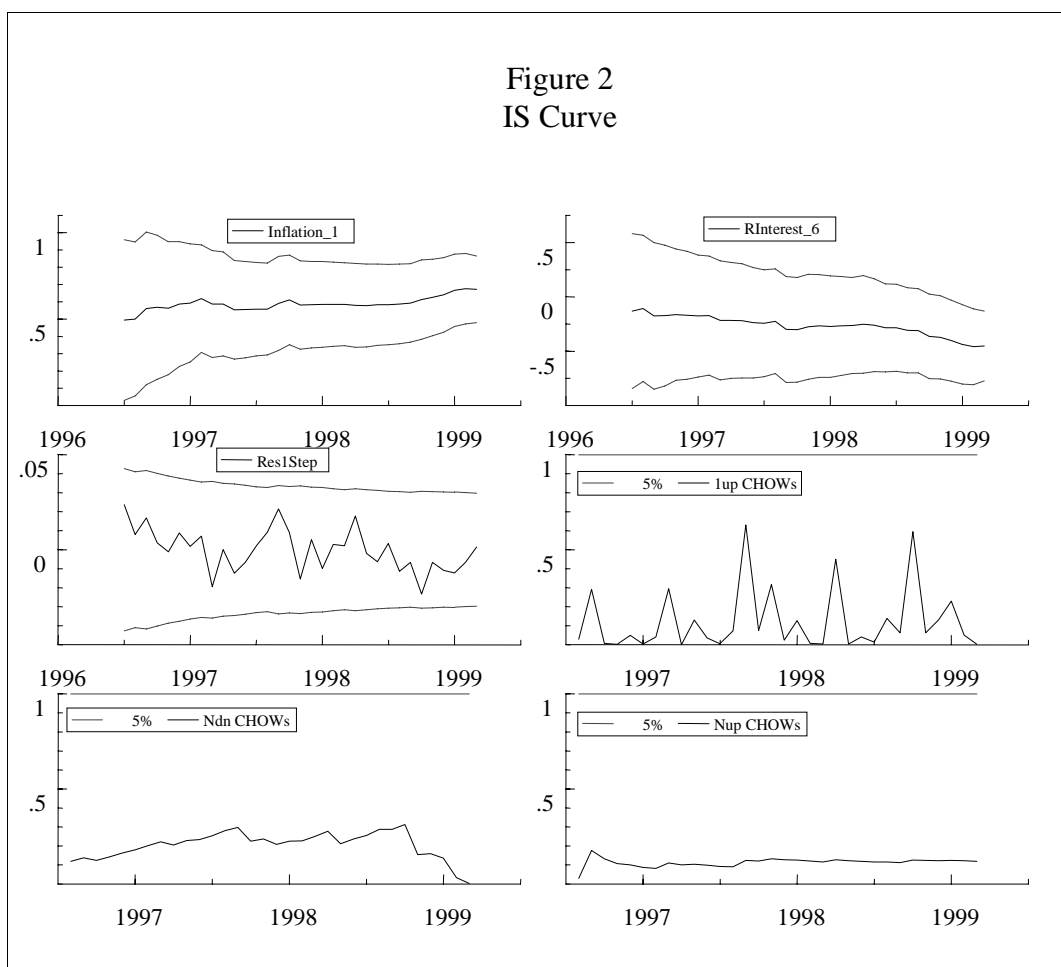 Figure 2
IS Curve
Inflation_1
1
.5
1996 1997 1998 1999
RInterest_6
.5
0
-.5
1996 1997 1998 1999
Res1Step
.05
0
1996 1997 1998 1999
5% 1up CHOWs
1
.5
1997 1998 1999
5% Ndn CHOWs
1
.5
1997 1998 1999
5% Nup CHOWs
1
.5
1997 1998 1999